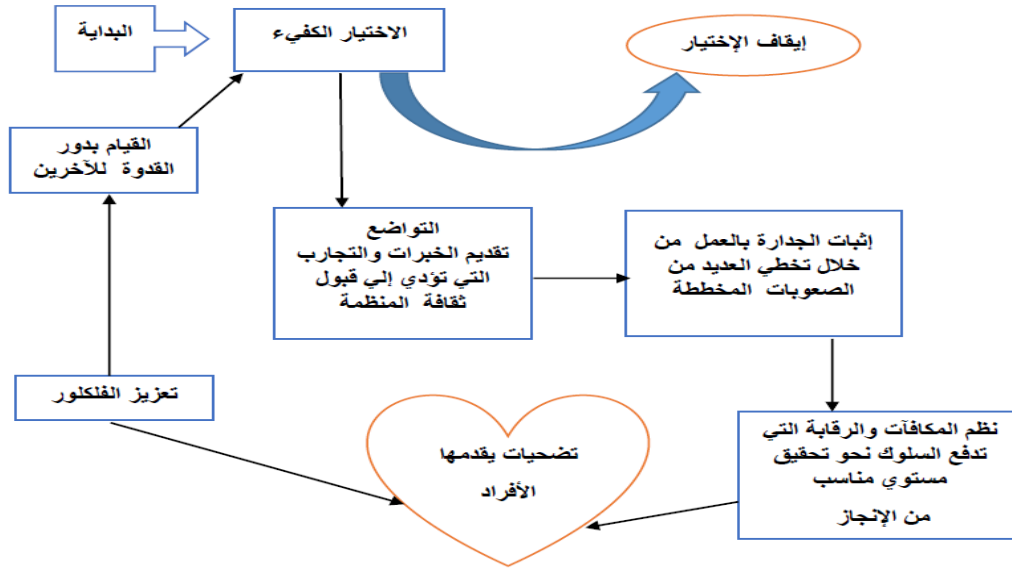 البداية
الاختيار الكفيء
إيقاف الإختيار
القيام بدور
القدوة للآخرين
التواضع
تقديم الخبرات والتجارب
التي تؤدي إلي قبول
ثقافة المنظمة
إثبات الجدارة بالعمل من
خلال تخطي العديد من
الصعوبات المخططة
تعزيز الفلكلور
تضحيات يقدمها
الأفراد
نظم المكافآت والرقابة التي
تدفع السلوك نحو تحقيق
مستوي مناسب
من الإنجاز